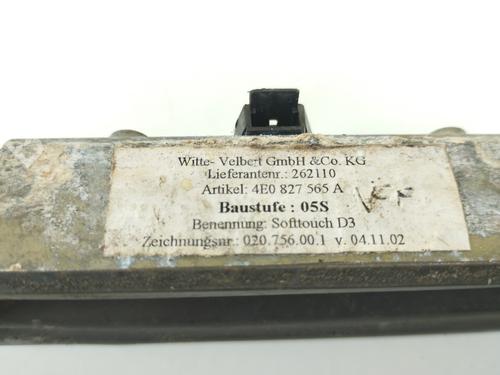 Witte- Velbert GmbH &Co. KG
Lieferantenr.: 262110
Artikel: 4E0 827 565 A
Baustufe : 05S
Benennung: Softtouch D3
Zeichnungsnr.: 020.756.00.1 v. 04.11.02